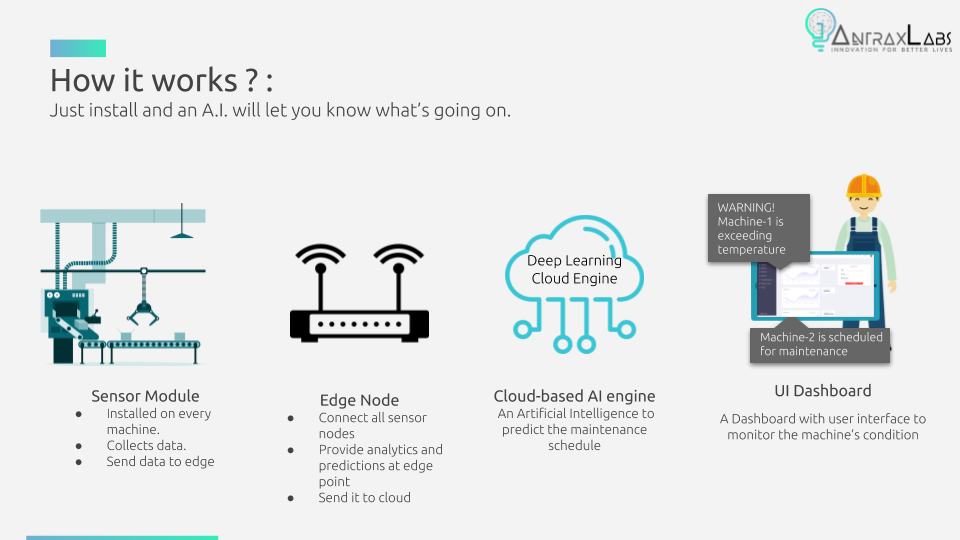 AntraxLabs
INNOVATION FOR BETTER LIVES
How it works ? :
Just install and an A.I. will let you know what's going on.
WARNING!
Machine-1 is
exceeding
temperature
Deep Learning
Cloud Engine
Machine-2 is scheduled
for maintenance
Sensor Module
● Installed on every
machine.
● Collects data.
● Send data to edge
Edge Node
● Connect all sensor
nodes
● Provide analytics and
predictions at edge
point
● Send it to cloud
Cloud-based AI engine
An Artificial Intelligence to
predict the maintenance
schedule
UI Dashboard
A Dashboard with user interface to
monitor the machine's condition